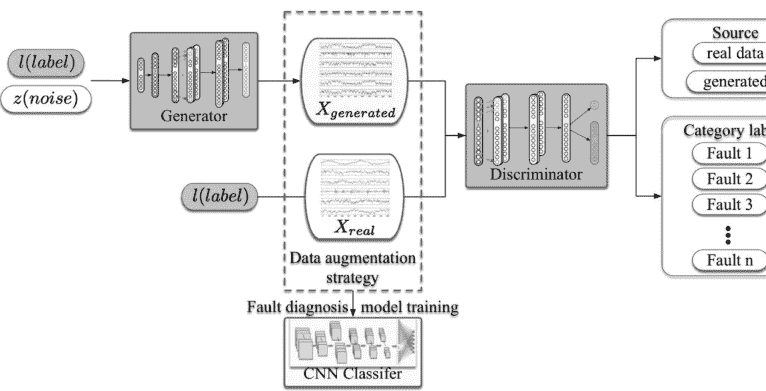 l(label)
z(noise)
Generator
X_generated
l(label)
X_real
Data augmentation
strategy
Fault diagnosis model training
CNN Classifer
Discriminator
Source
real data
generated
Category lab
Fault 1
Fault 2
Fault 3
Fault n